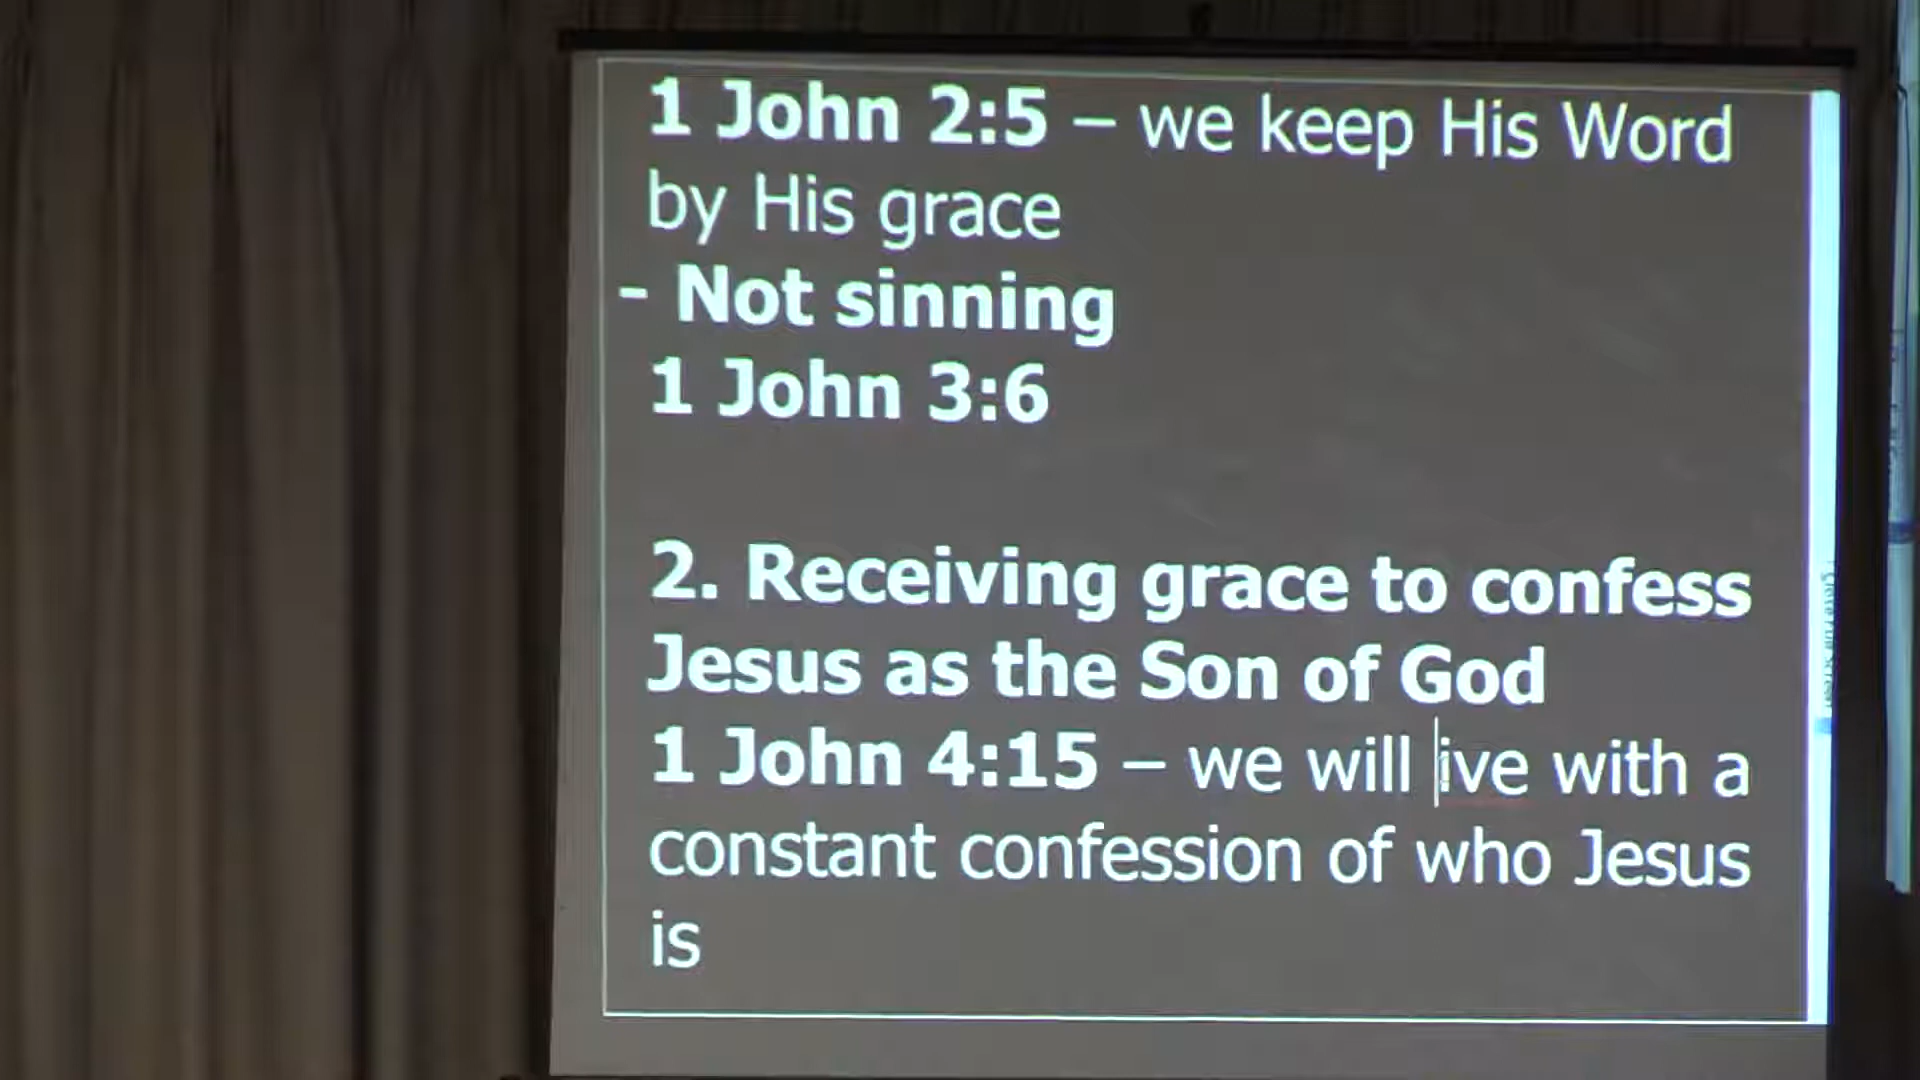 1 John 2:5 – we keep His Word
by His grace
- Not sinning
1 John 3:6
2. Receiving grace to confess
Jesus as the Son of God
1 John 4:15 – we will ive with a
constant confession of who Jesus
is